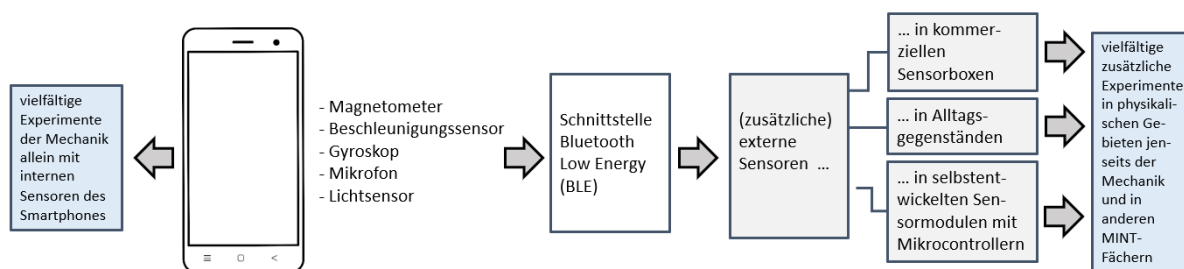 vielfältige
Experimente
der Mechanik
allein mit
internen
Sensoren des
Smartphones
- Magnetometer
- Beschleunigungssensor
- Gyroskop
- Mikrofon
- Lichtsensor
Schnittstelle
Bluetooth
Low Energy
(BLE)
(zusätzliche)
externe
Sensoren ...
... in kommer-
ziellen
Sensorboxen
... in Alltags-
gegenständen
... in selbstent-
wickelten Sen-
sormodulen mit
Mikrocontrollern
vielfältige
zusätzliche
Experimente
in physikali-
schen Ge-
bieten jen-
seits der
Mechanik
und in
anderen
MINT-
Fächern